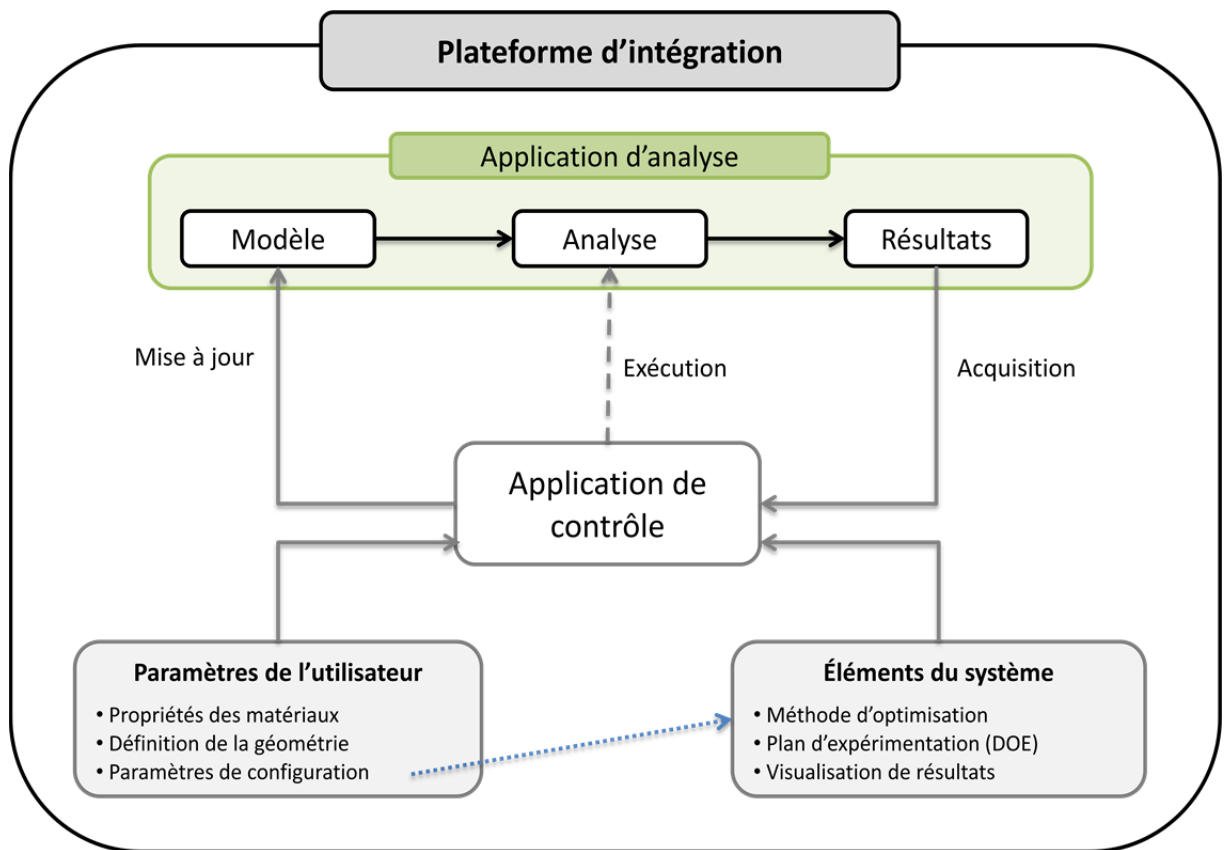 Plateforme d’intégration
Application d’analyse
Modèle
Analyse
Résultats
Mise à jour
Exécution
Acquisition
Application de
contrôle
Paramètres de l’utilisateur
• Propriétés des matériaux
• Définition de la géométrie
• Paramètres de configuration
Éléments du système
• Méthode d’optimisation
• Plan d’expérimentation (DOE)
• Visualisation de résultats